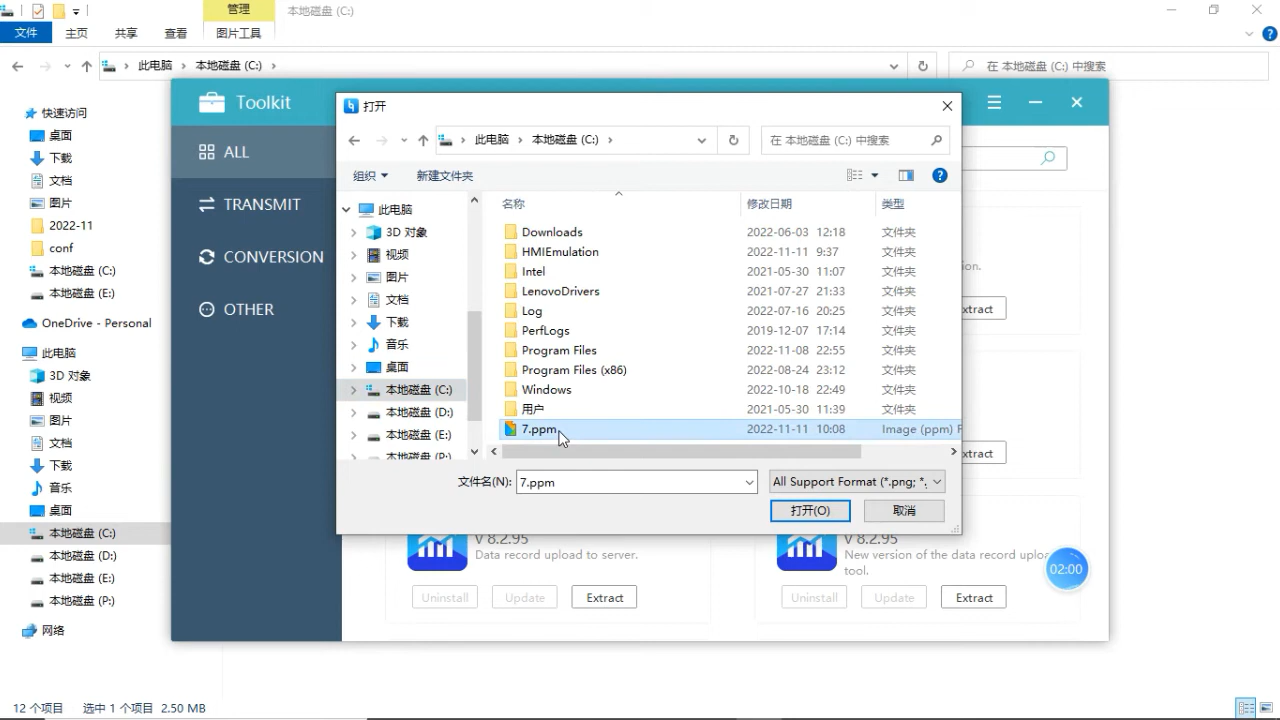 管理
本地磁盘 (C:)
文件
主页
共享
查看
图片工具
此电脑 › 本地磁盘 (C:) ›
在 本地磁盘 (C:) 中搜索
快速访问
桌面
下载
文档
图片
2022-11
conf
本地磁盘 (C:)
本地磁盘 (E:)
OneDrive - Personal
此电脑
3D 对象
视频
图片
文档
下载
音乐
桌面
本地磁盘 (C:)
本地磁盘 (D:)
本地磁盘 (E:)
本地磁盘 (P:)
网络
12 个项目 选中 1 个项目 2.50 MB
Toolkit
ALL
TRANSMIT
CONVERSION
OTHER
打开
此电脑 › 本地磁盘 (C:) ›
在 本地磁盘 (C:) 中搜索
组织
新建文件夹
此电脑
3D 对象
视频
图片
文档
下载
音乐
桌面
本地磁盘 (C:)
本地磁盘 (D:)
本地磁盘 (E:)
本地磁盘 (P:)
名称 修改日期 类型
Downloads 2022-06-03 12:18 文件夹
HMIEmulation 2022-11-11 9:37 文件夹
Intel 2021-05-30 11:07 文件夹
LenovoDrivers 2021-07-27 21:33 文件夹
Log 2022-07-16 20:25 文件夹
PerfLogs 2019-12-07 17:14 文件夹
Program Files 2022-11-08 22:55 文件夹
Program Files (x86) 2022-08-24 23:12 文件夹
Windows 2022-10-18 22:49 文件夹
用户 2021-05-30 11:39 文件夹
7.ppm 2022-11-11 10:08 Image (ppm) F
文件名(N): 7.ppm All Support Format (*.png; *.
打开(O) 取消
on.
xtract
xtract
V 8.2.95
Data record upload to server.
Uninstall Update Extract
V 8.2.95
New version of the data record uploa
tool.
Uninstall Update Extract
02:00